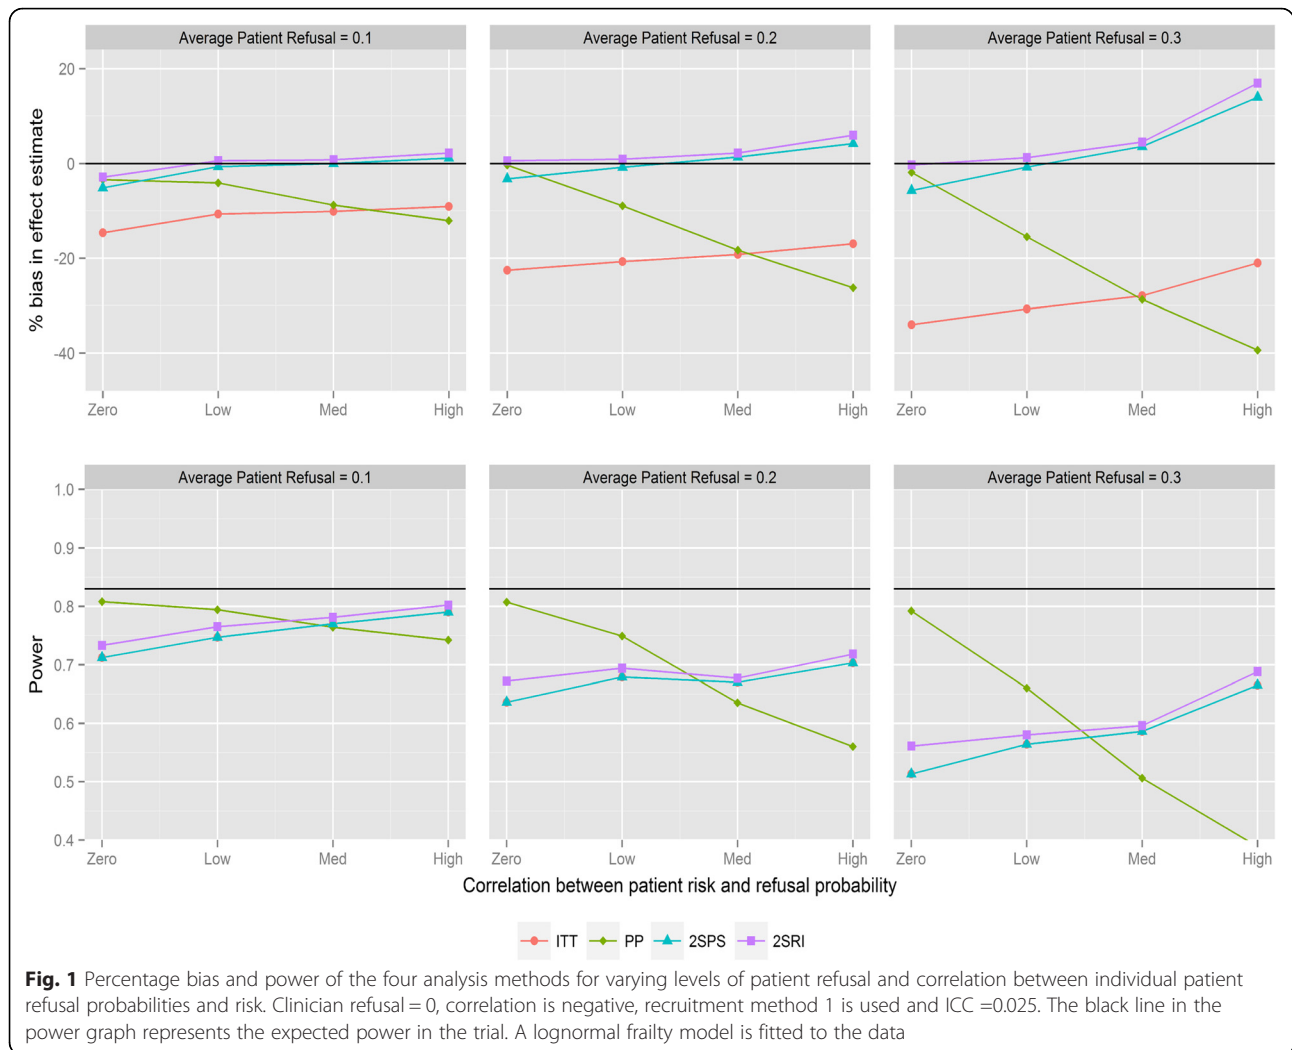 Average Patient Refusal = 0.1
Average Patient Refusal = 0.2
Average Patient Refusal = 0.3
% bias in effect estimate
20
0
-20
-40
Zero
Low
Med
High
Zero
Low
Med
High
Zero
Low
Med
High
Average Patient Refusal = 0.1
Average Patient Refusal = 0.2
Average Patient Refusal = 0.3
Power
1.0
0.9
0.8
0.7
0.6
0.5
0.4
Zero
Low
Med
High
Zero
Low
Med
High
Zero
Low
Med
High
Correlation between patient risk and refusal probability
ITT
PP
2SPS
2SRI
Fig. 1 Percentage bias and power of the four analysis methods for varying levels of patient refusal and correlation between individual patient
refusal probabilities and risk. Clinician refusal = 0, correlation is negative, recruitment method 1 is used and ICC =0.025. The black line in the
power graph represents the expected power in the trial. A lognormal frailty model is fitted to the data